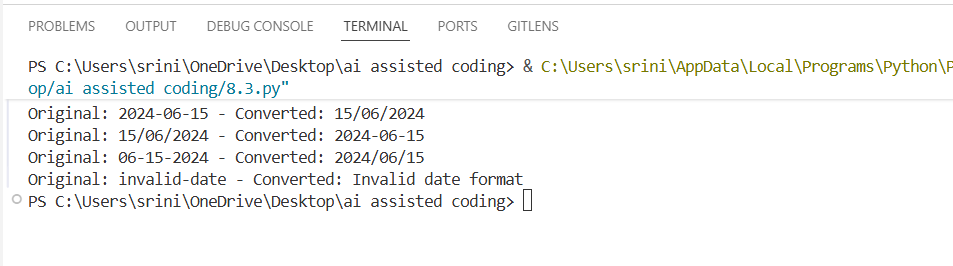 PROBLEMS OUTPUT DEBUG CONSOLE TERMINAL PORTS GITLENS
PS C:\Users\srini\OneDrive\Desktop\ai assisted coding> & C:\Users\srini\AppData\Local\Programs\Python\P
op/ai assisted coding/8.3.py"
Original: 2024-06-15 - Converted: 15/06/2024
Original: 15/06/2024 - Converted: 2024-06-15
Original: 06-15-2024 - Converted: 2024/06/15
Original: invalid-date - Converted: Invalid date format
PS C:\Users\srini\OneDrive\Desktop\ai assisted coding>